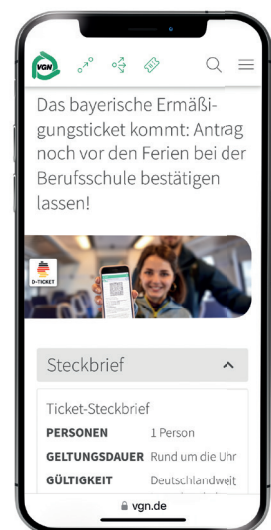 VGN
Das bayerische Ermäßi-
gungsticket kommt: Antrag
noch vor den Ferien bei der
Berufsschule bestätigen
lassen!
D-TICKET
Steckbrief
Ticket-Steckbrief
PERSONEN 1 Person
GELTUNGSDAUER Rund um die Uhr
GÜLTIGKEIT Deutschlandweit
vgn.de